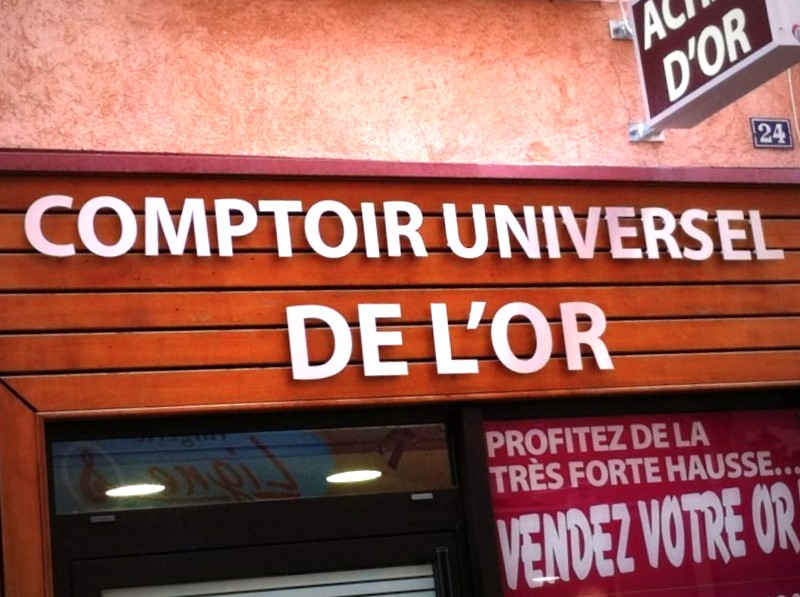 D'OR
24
COMPTOIR UNIVERSEL
DE L'OR
PROFITEZ DE LA
TRÈS FORTE HAUSSE...
VENDEZ VOTRE OR